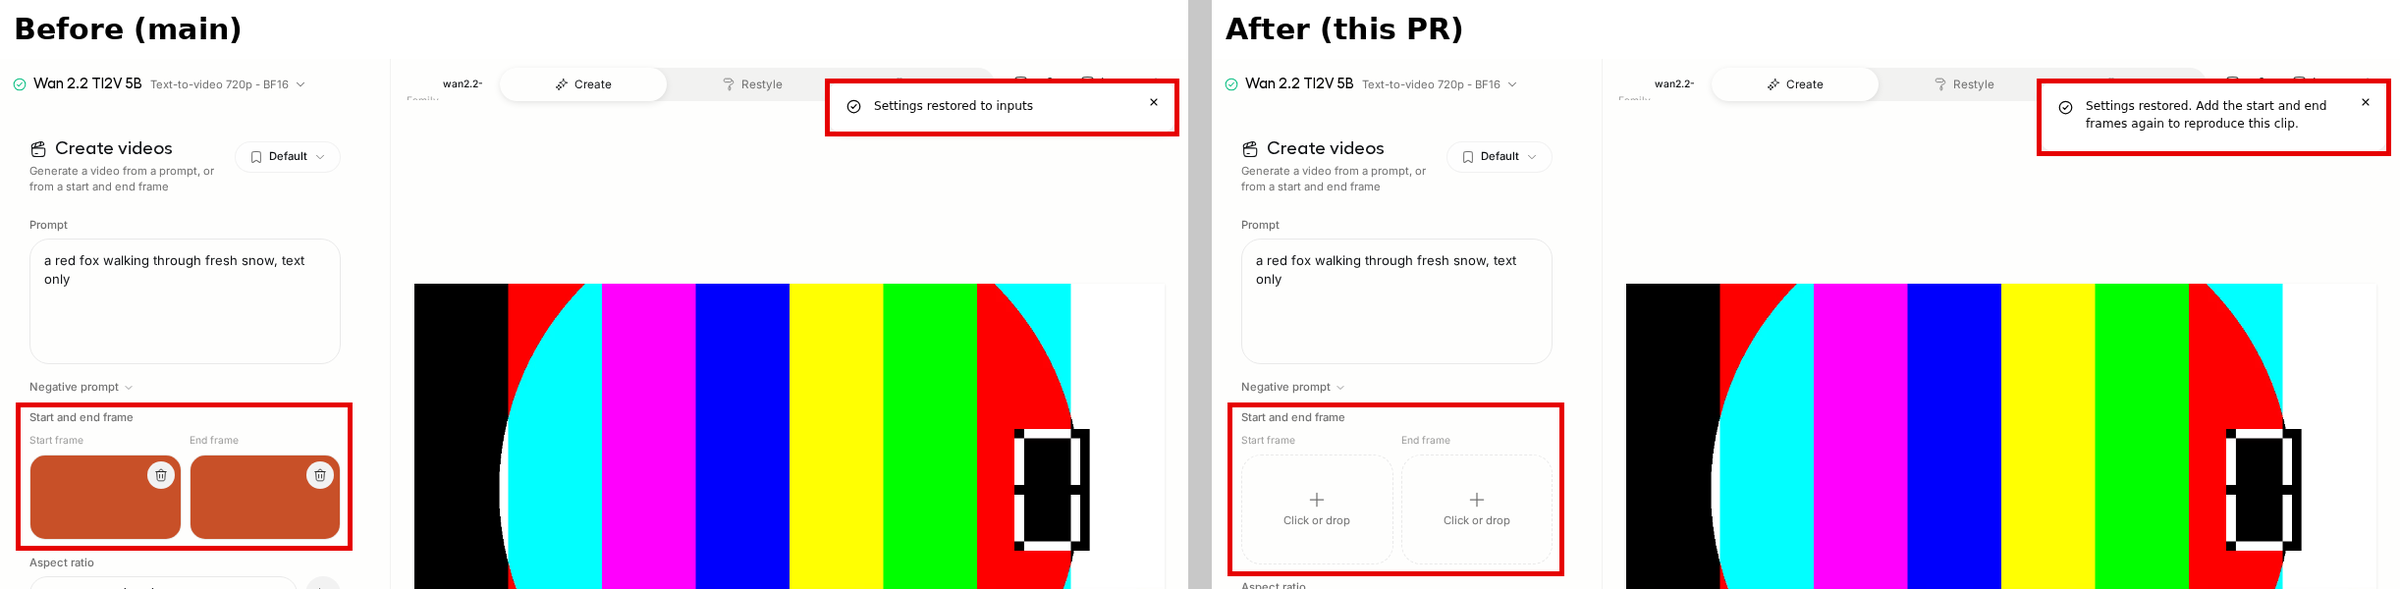 Before (main)
Wan 2.2 TI2V 5B Text-to-video 720p - BF16
wan2.2-
Family
Create
Restyle
Settings restored to inputs
Create videos
Default
Generate a video from a prompt, or
from a start and end frame
Prompt
a red fox walking through fresh snow, text
only
Negative prompt
Start and end frame
Start frame
End frame
Aspect ratio
After (this PR)
Wan 2.2 TI2V 5B Text-to-video 720p - BF16
wan2.2-
Family
Create
Restyle
Settings restored. Add the start and end
frames again to reproduce this clip.
Create videos
Default
Generate a video from a prompt, or
from a start and end frame
Prompt
a red fox walking through fresh snow, text
only
Negative prompt
Start and end frame
Start frame
End frame
Click or drop
Click or drop
Aspect ratio